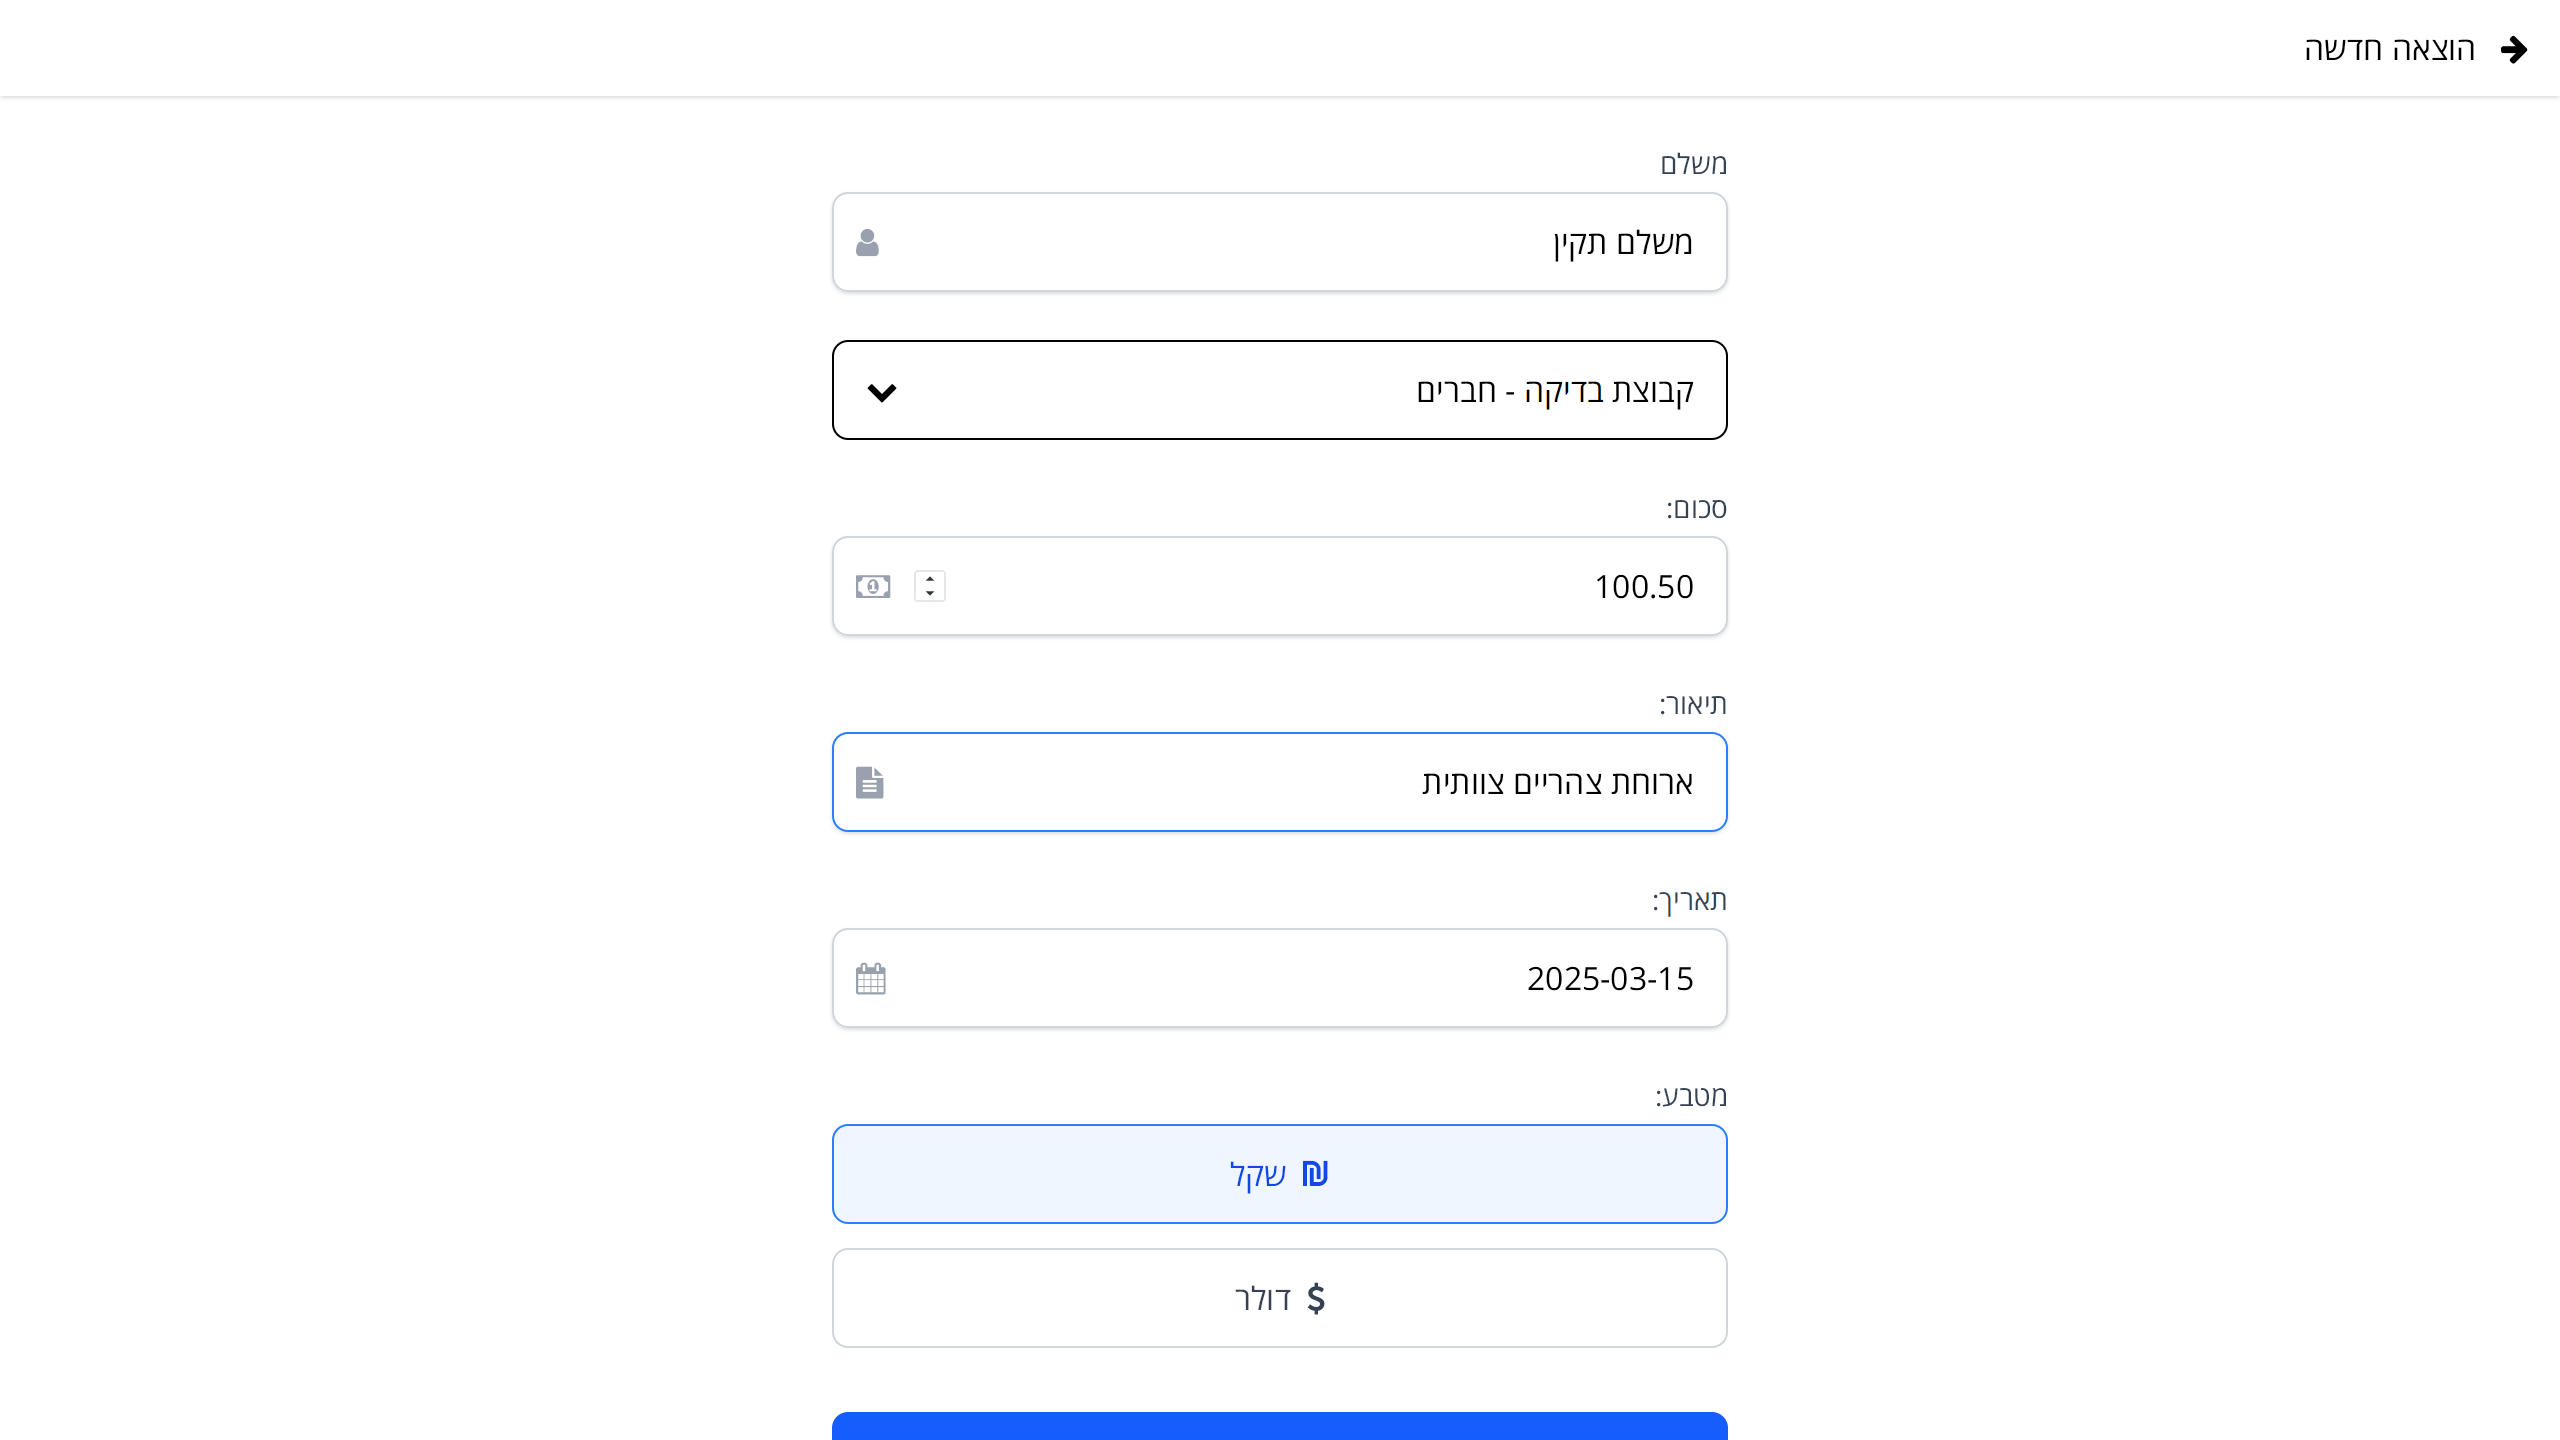 הוצאה חדשה
משלם
משלם תקין
קבוצת בדיקה - חברים
סכום:
100.50
תיאור:
ארוחת צהריים צוותית
תאריך:
2025-03-15
מטבע:
₪ שקל
$ דולר